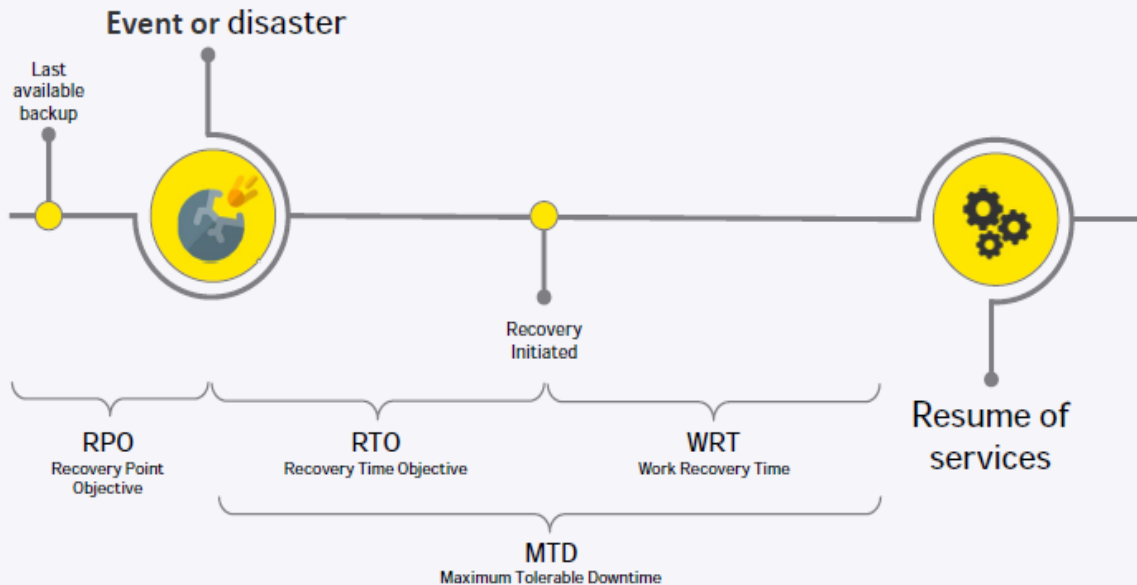 Event or disaster
Last
available
backup
Recovery
Initiated
Resume of
services
RPO
Recovery Point
Objective
RTO
Recovery Time Objective
WRT
Work Recovery Time
MTD
Maximum Tolerable Downtime